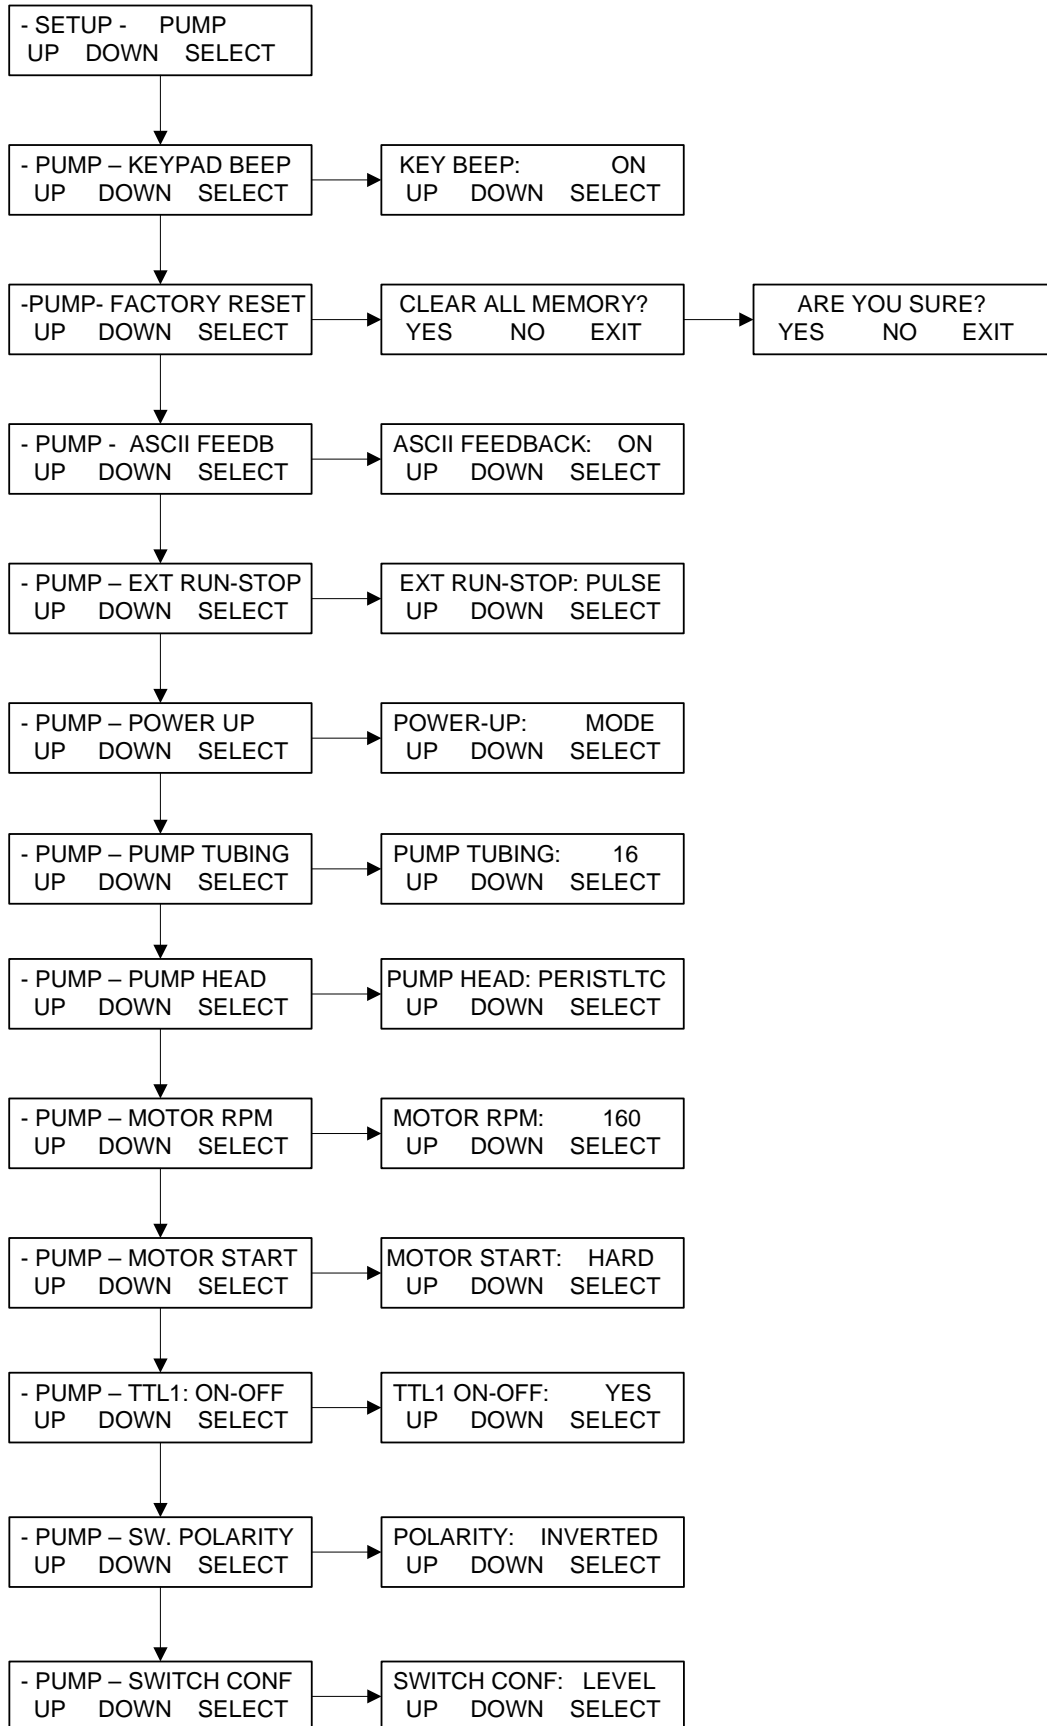 - SETUP - PUMP
UP DOWN SELECT
- PUMP – KEYPAD BEEP
UP DOWN SELECT
KEY BEEP: ON
UP DOWN SELECT
-PUMP- FACTORY RESET
UP DOWN SELECT
CLEAR ALL MEMORY?
YES NO EXIT
ARE YOU SURE?
YES NO EXIT
- PUMP - ASCII FEEDB
UP DOWN SELECT
ASCII FEEDBACK: ON
UP DOWN SELECT
- PUMP – EXT RUN-STOP
UP DOWN SELECT
EXT RUN-STOP: PULSE
UP DOWN SELECT
- PUMP – POWER UP
UP DOWN SELECT
POWER-UP: MODE
UP DOWN SELECT
- PUMP – PUMP TUBING
UP DOWN SELECT
PUMP TUBING: 16
UP DOWN SELECT
- PUMP – PUMP HEAD
UP DOWN SELECT
PUMP HEAD: PERISTLTC
UP DOWN SELECT
- PUMP – MOTOR RPM
UP DOWN SELECT
MOTOR RPM: 160
UP DOWN SELECT
- PUMP – MOTOR START
UP DOWN SELECT
MOTOR START: HARD
UP DOWN SELECT
- PUMP – TTL1: ON-OFF
UP DOWN SELECT
TTL1 ON-OFF: YES
UP DOWN SELECT
- PUMP – SW. POLARITY
UP DOWN SELECT
POLARITY: INVERTED
UP DOWN SELECT
- PUMP – SWITCH CONF
UP DOWN SELECT
SWITCH CONF: LEVEL
UP DOWN SELECT